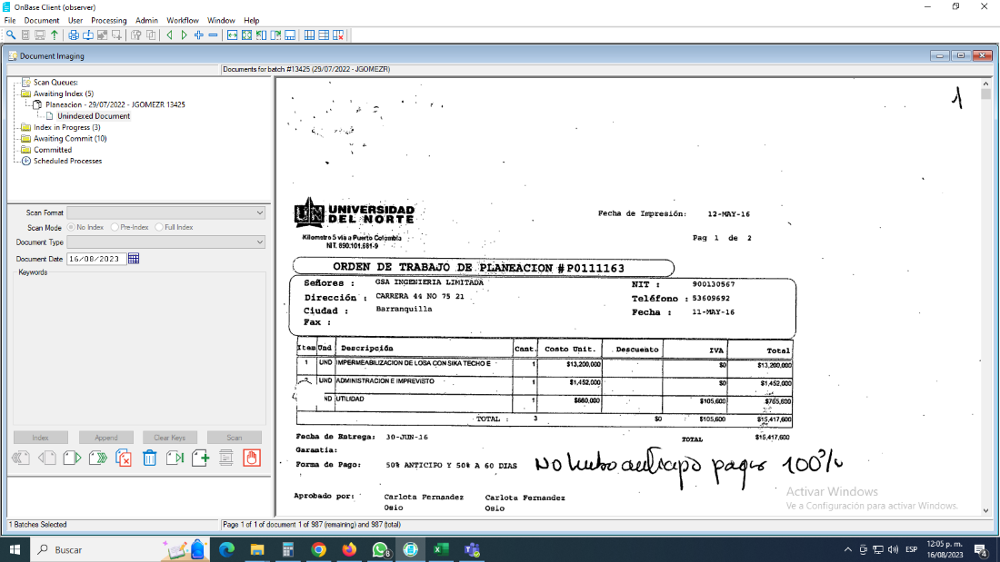 OnBase Client (observer)
File Document User Processing Admin Workflow Window Help
Document Imaging
Documents for batch #13425 (29/07/2022 - JGOMEZR)
Scan Queues:
Awaiting Index (5)
Planeacion - 29/07/2022 - JGOMEZR 13425
Unindexed Document
Index in Progress (3)
Awaiting Commit (10)
Committed
Scheduled Processes
Scan Format
Scan Mode No Index Pre-Index Full Index
Document Type
Document Date 16/08/2023
Keywords
Index Append Clear Keys Scan
1
UN UNIVERSIDAD
DEL NORTE
Kilometro 5 via a Puerto Colombia
NIT. 890.101.681-9
Fecha de Impresión: 12-MAY-16
Pag 1 de 2
ORDEN DE TRABAJO DE PLANEACION #P0111163
Señores : GSA INGENIERIA LIMITADA NIT : 900130567
Dirección : CARRERA 44 NO 75 21 Teléfono : 53609692
Ciudad : Barranquilla Fecha : 11-MAY-16
Fax :
Item Und Descripción Cant. Costo Unit. Descuento IVA Total
1 UND IMPERMEABILIZACION DE LOSA CON SIKA TECHO E 1 $13,200,000 $0 $13,200,000
UND ADMINISTRACION E IMPREVISTO 1 $1,452,000 $0 $1,452,000
ND UTILIDAD 1 $660,000 $105,600 $765,600
TOTAL : 3 $0 $105,600 $15,417,600
Fecha de Entrega: 30-JUN-16 TOTAL $15,417,600
Garantia:
Forma de Pago: 50% ANTICIPO Y 50% A 60 DIAS No hubo anticipo pagar 100%
Aprobado por: Carlota Fernandez Carlota Fernandez
Osio Osio
Activar Windows
Ve a Configuración para activar Windows.
1 Batches Selected Page 1 of 1 of document 1 of 987 (remaining) and 987 (total)
Buscar
8
ESP
12:05 p. m.
16/08/2023
4